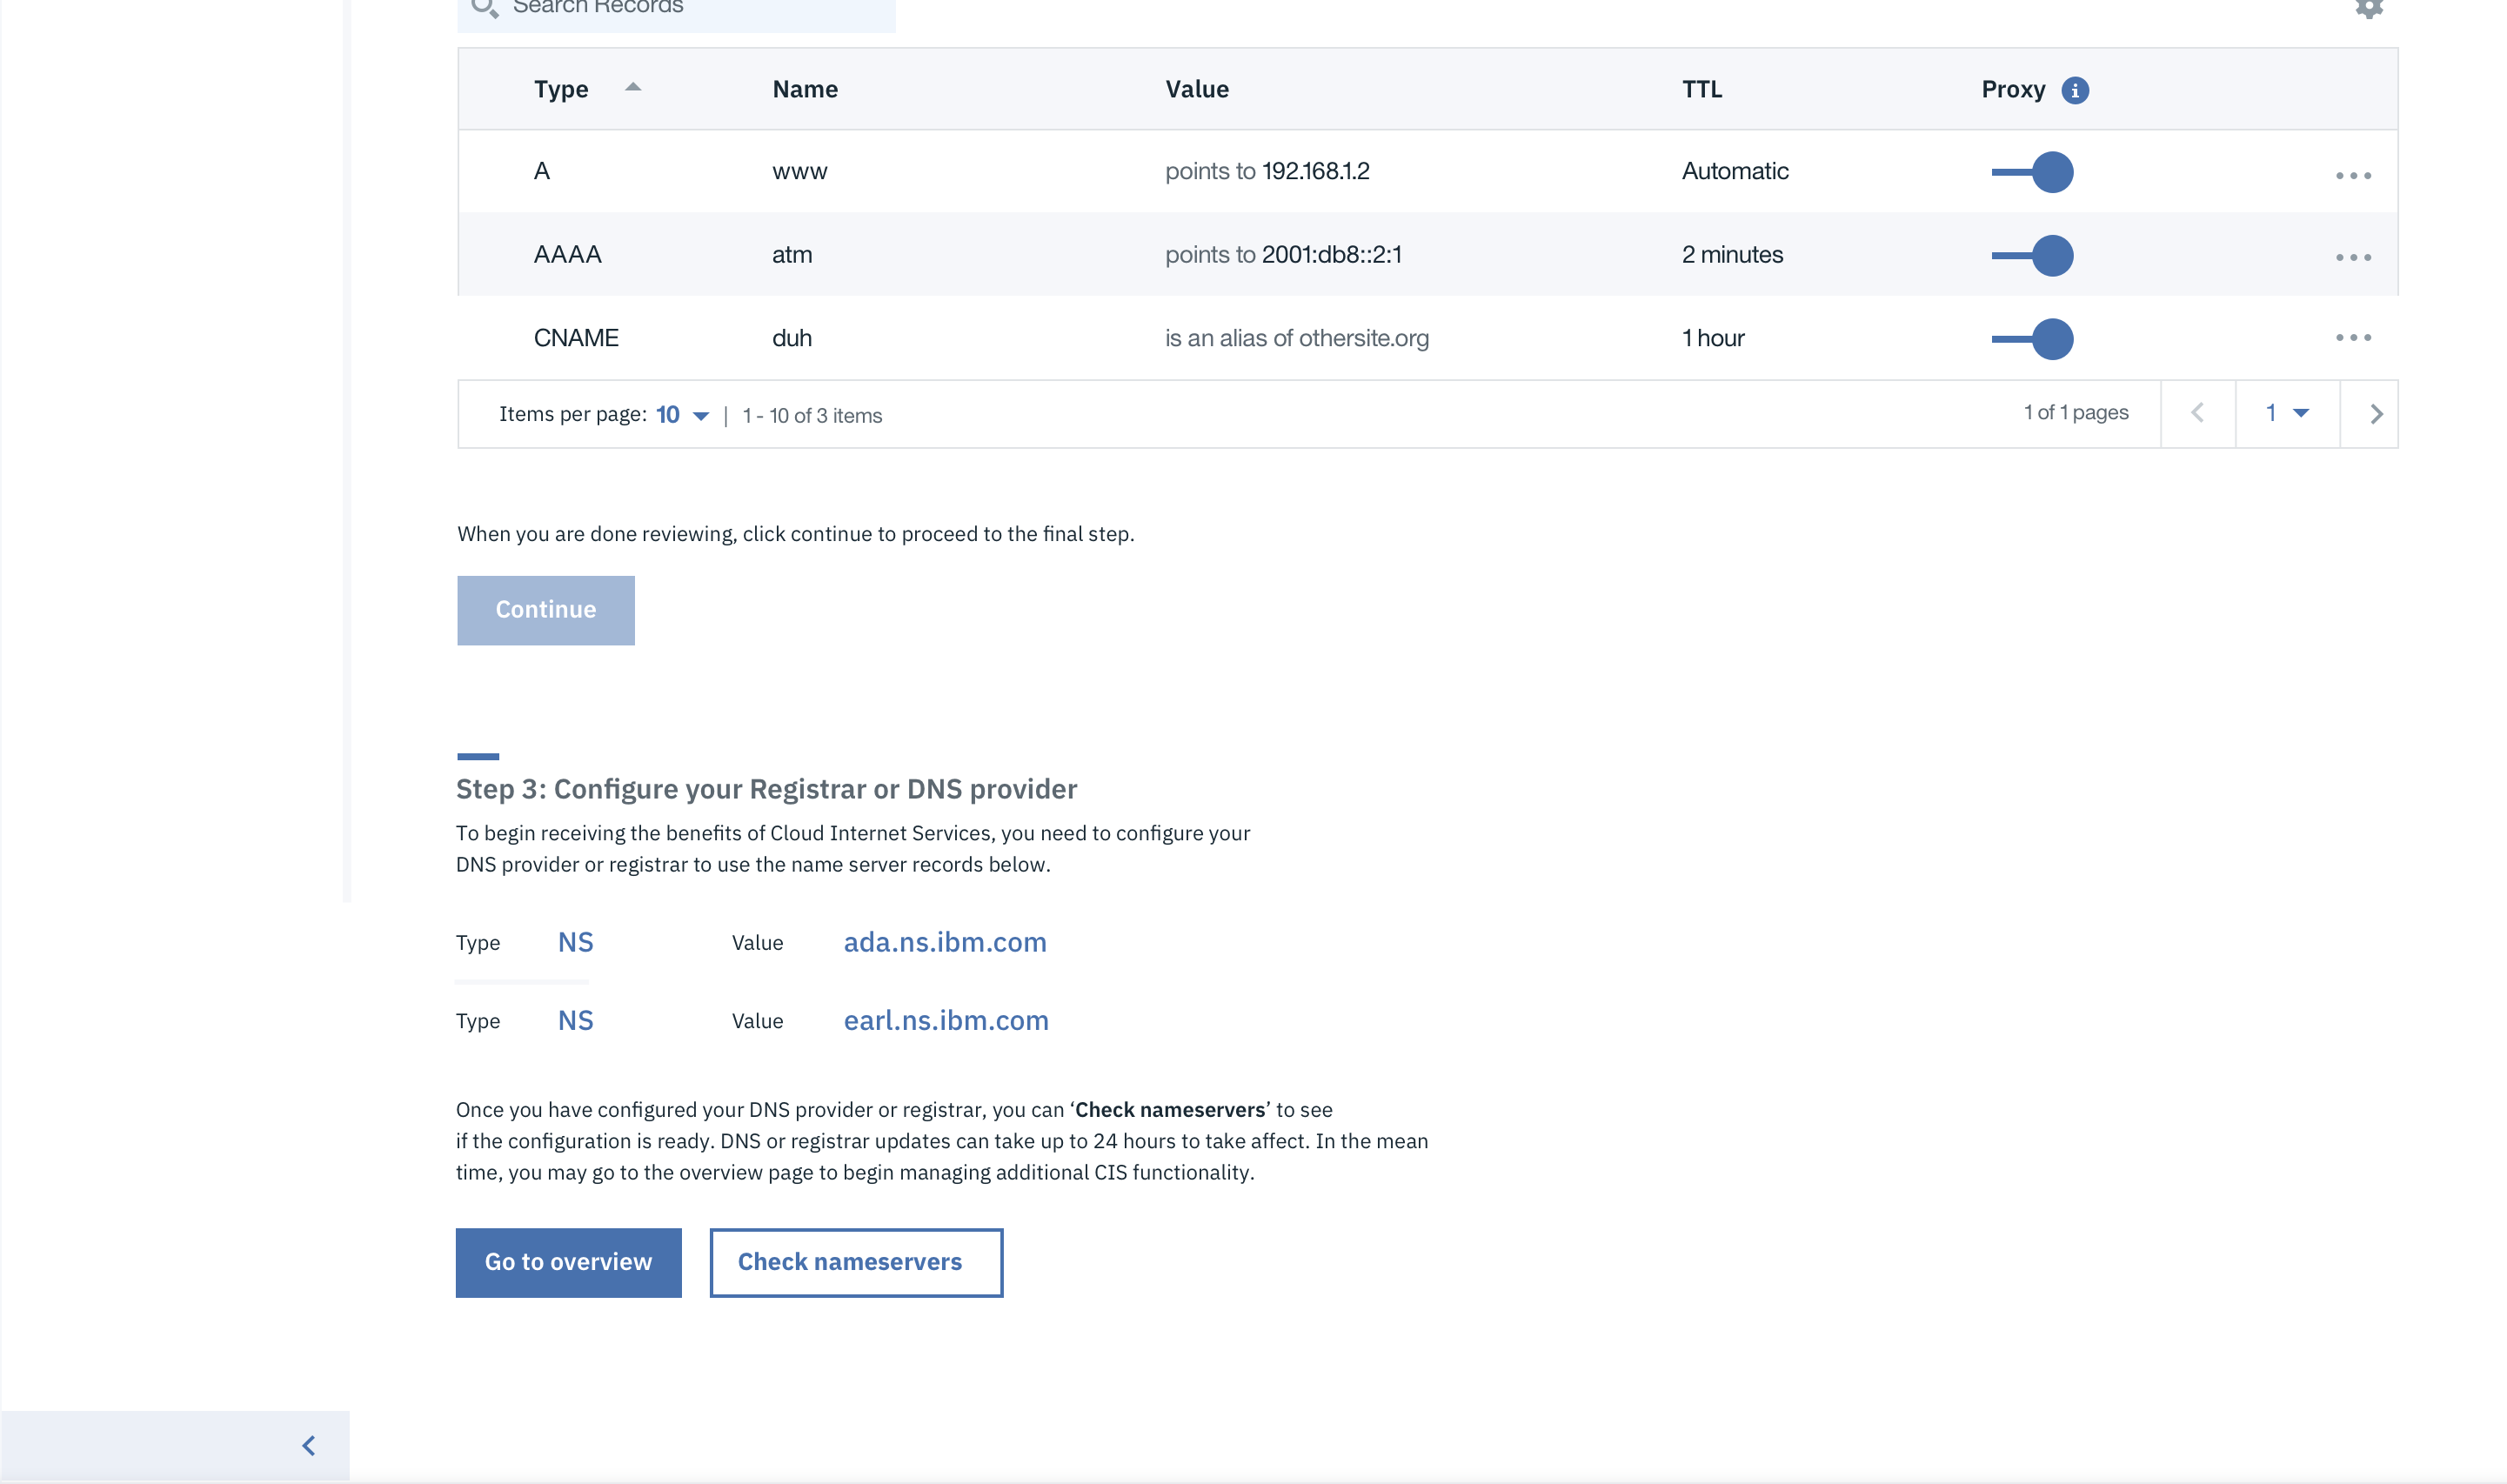 Search Records
Type Name Value TTL Proxy
A www points to 192.168.1.2 Automatic
AAAA atm points to 2001:db8::2:1 2 minutes
CNAME duh is an alias of othersite.org 1 hour
Items per page: 10 | 1 - 10 of 3 items 1 of 1 pages 1
When you are done reviewing, click continue to proceed to the final step.
Continue
Step 3: Configure your Registrar or DNS provider
To begin receiving the benefits of Cloud Internet Services, you need to configure your
DNS provider or registrar to use the name server records below.
Type NS Value ada.ns.ibm.com
Type NS Value earl.ns.ibm.com
Once you have configured your DNS provider or registrar, you can ‘Check nameservers’ to see
if the configuration is ready. DNS or registrar updates can take up to 24 hours to take affect. In the mean
time, you may go to the overview page to begin managing additional CIS functionality.
Go to overview Check nameservers